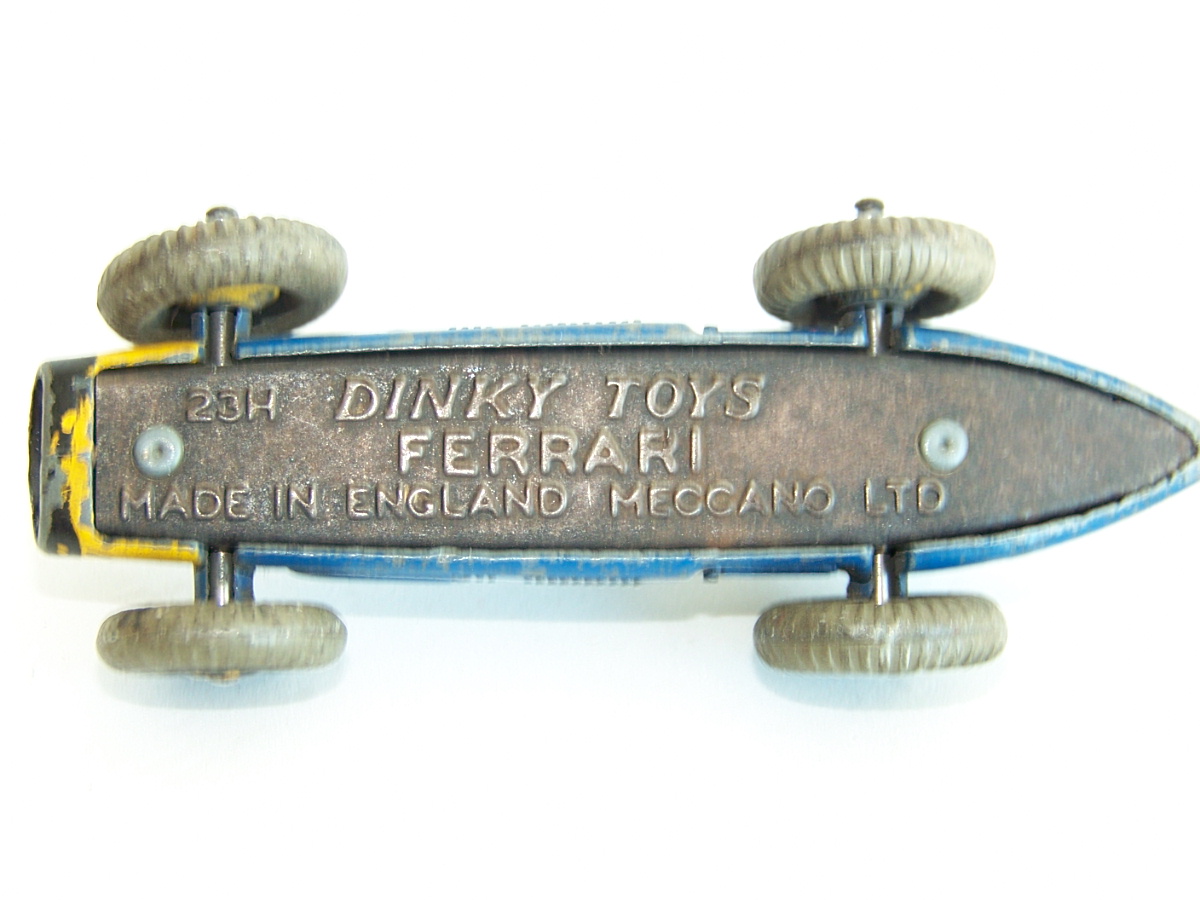 23H DINKY TOYS
FERRARI
MADE IN ENGLAND MECCANO LTD